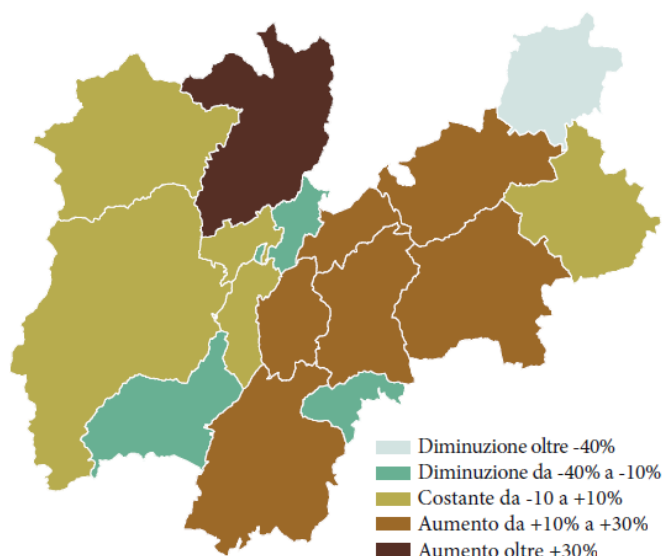 Diminuzione oltre -40%
Diminuzione da -40% a -10%
Costante da -10 a +10%
Aumento da +10% a +30%
Aumento oltre +30%